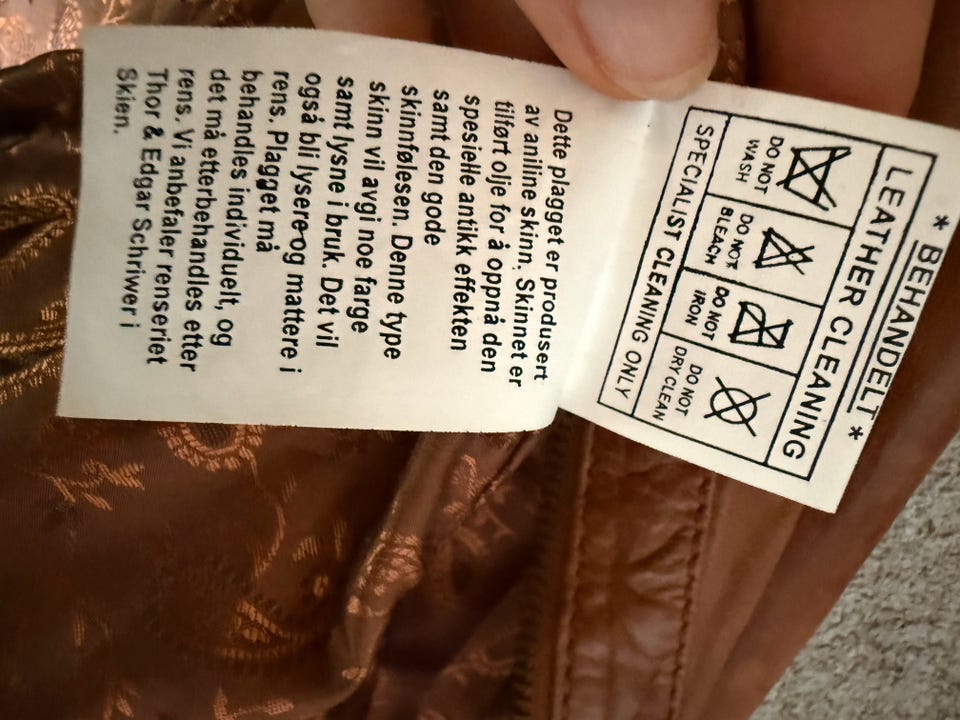 * BEHANDELT *
LEATHER CLEANING
DO NOT
WASH
DO NOT
BLEACH
DO NOT
IRON
DO NOT
DRY CLEAN
SPECIALIST CLEANING ONLY
Dette plagget er produsert
av aniline skinn. Skinnet er
tilført olje for å oppnå den
spesielle antikk effekten
samt den gode
skinnfølesen. Denne type
skinn vil avgi noe farge
samt lysne i bruk. Det vil
også bli lysere og mattere i
rens. Plagget må
behandles individuelt, og
det må etterbehandles etter
rens. Vi anbefaler renseriet
Thor & Edgar Schriwer i
Skien.